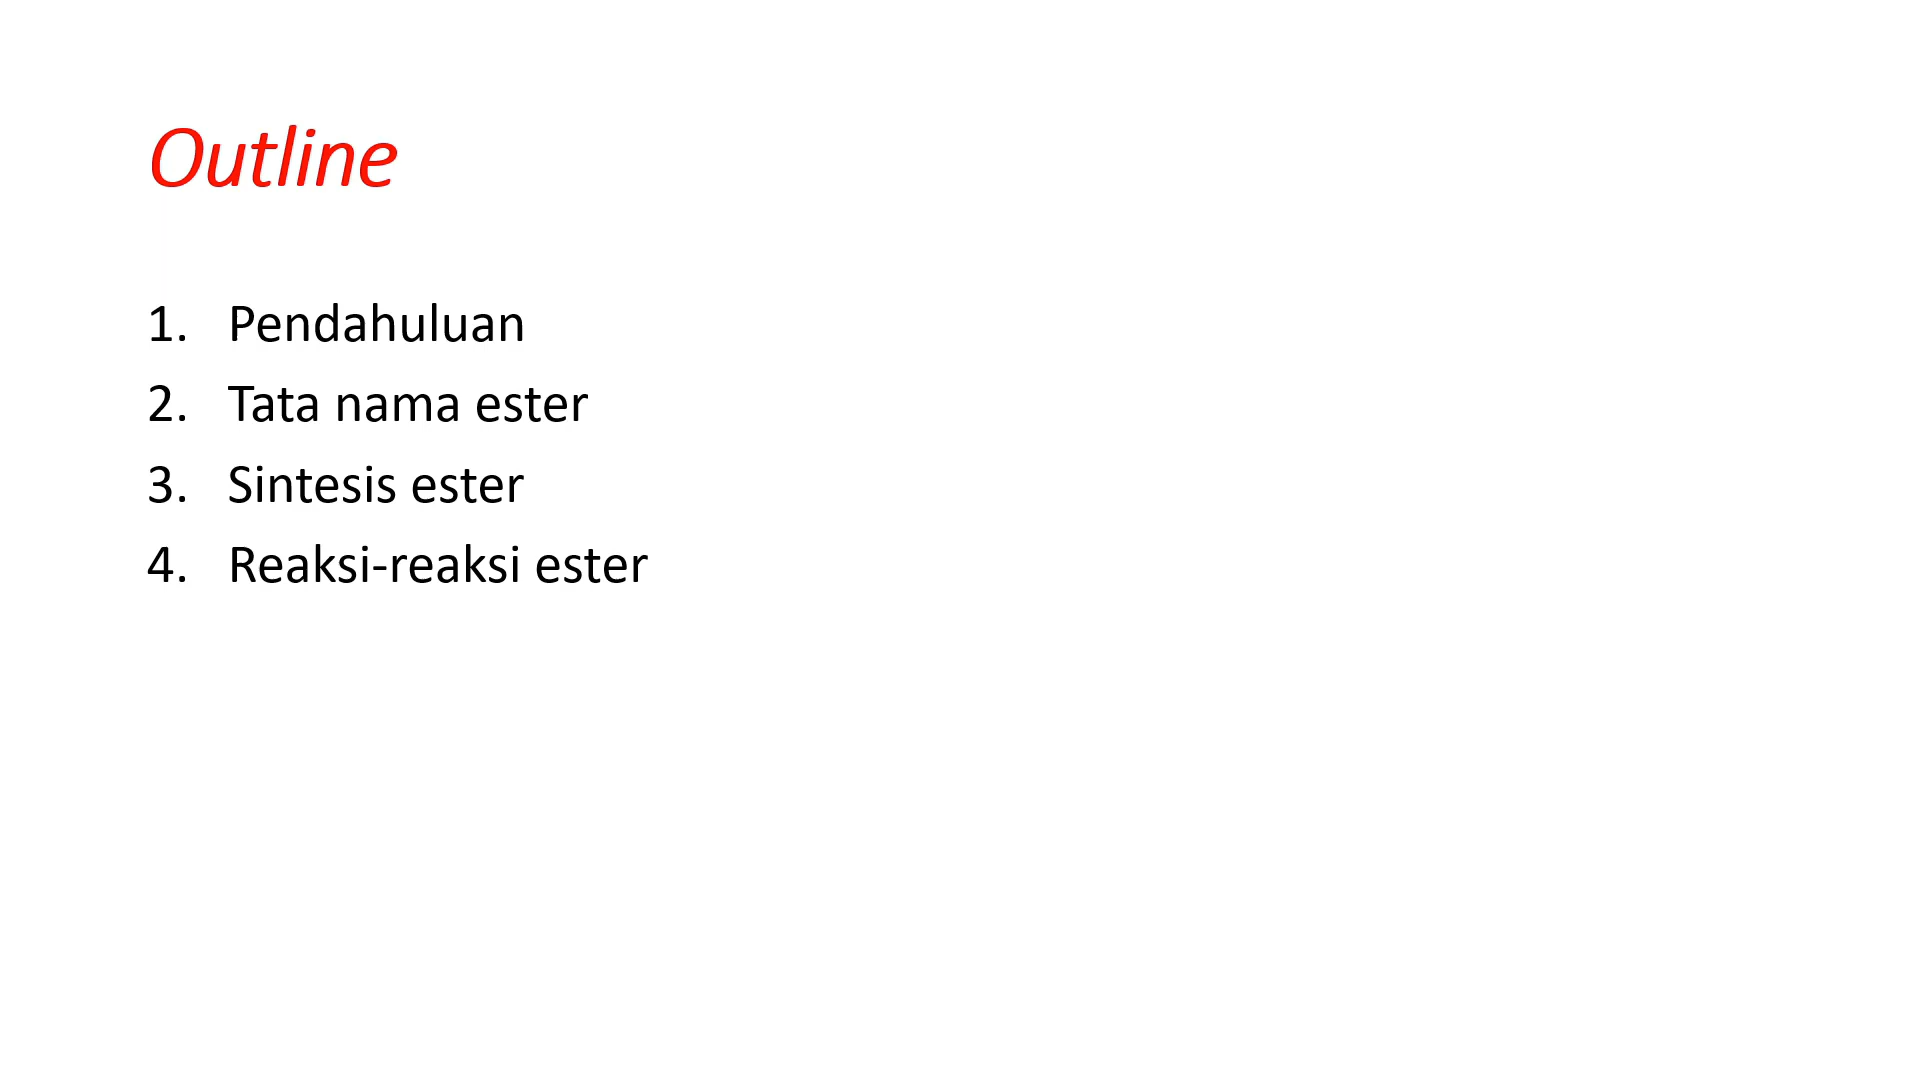 Outline
1. Pendahuluan
2. Tata nama ester
3. Sintesis ester
4. Reaksi-reaksi ester